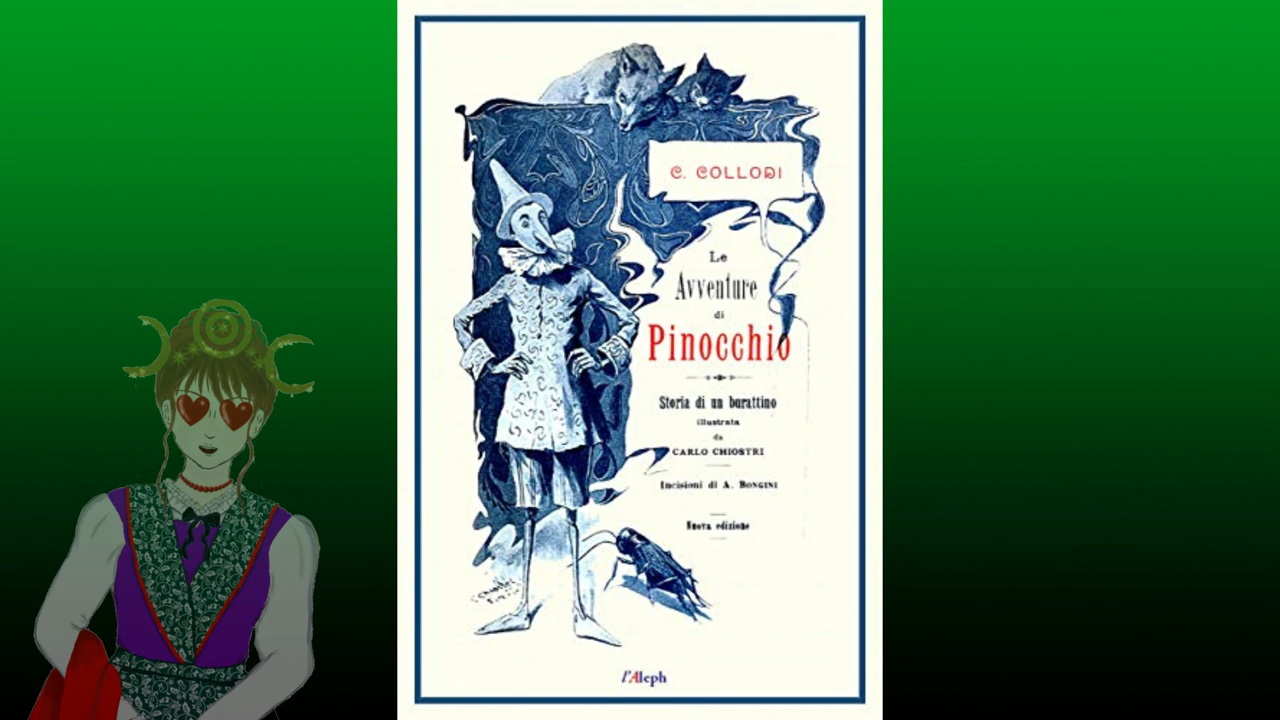 C. COLLODI
Le
Avventure
di
Pinocchio
Storia di un burattino
illustrata
da
CARLO CHIOSTRI
Incisioni di A. BONGINI
Nuova edizione
l'Aleph